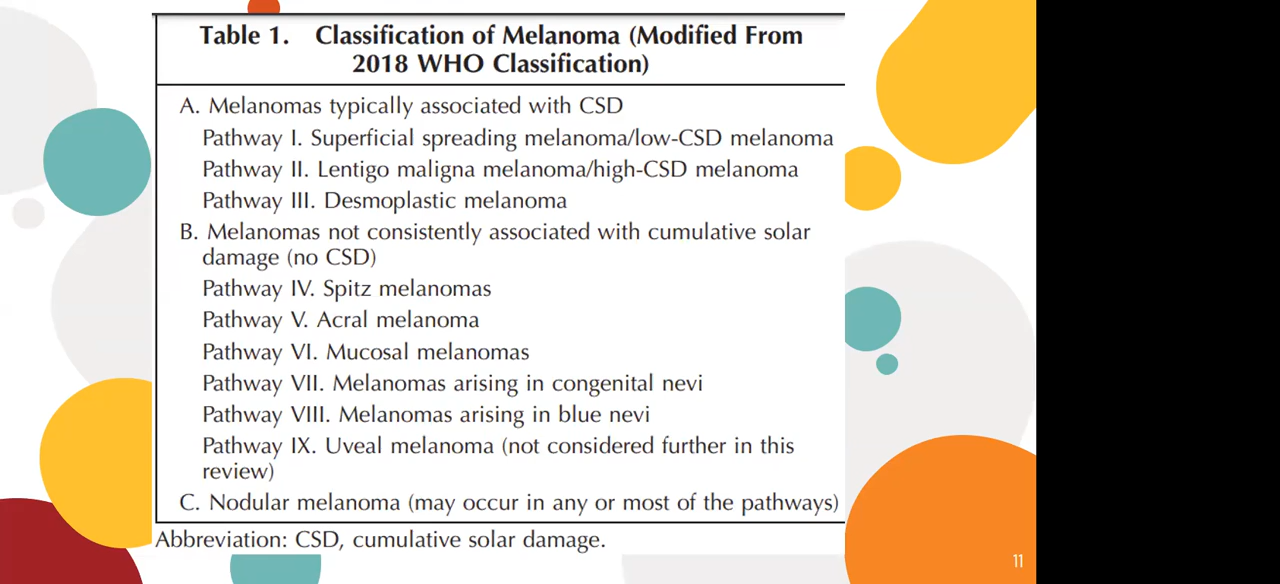 Table 1. Classification of Melanoma (Modified From
2018 WHO Classification)
A. Melanomas typically associated with CSD
Pathway I. Superficial spreading melanoma/low-CSD melanoma
Pathway II. Lentigo maligna melanoma/high-CSD melanoma
Pathway III. Desmoplastic melanoma
B. Melanomas not consistently associated with cumulative solar
damage (no CSD)
Pathway IV. Spitz melanomas
Pathway V. Acral melanoma
Pathway VI. Mucosal melanomas
Pathway VII. Melanomas arising in congenital nevi
Pathway VIII. Melanomas arising in blue nevi
Pathway IX. Uveal melanoma (not considered further in this
review)
C. Nodular melanoma (may occur in any or most of the pathways)
Abbreviation: CSD, cumulative solar damage.
11